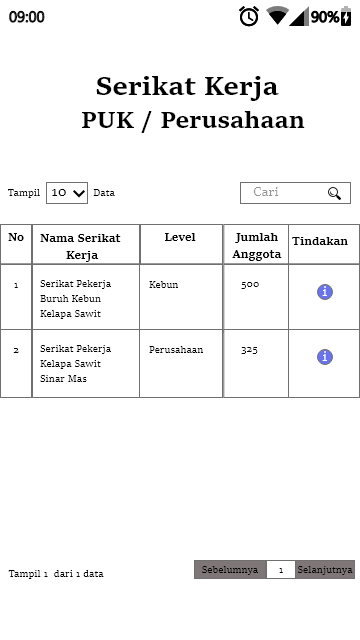 09:00 90%
Serikat Kerja
PUK / Perusahaan
Tampil 10 Data Cari
No Nama Serikat Kerja Level Jumlah Anggota Tindakan
1 Serikat Pekerja Kebun 500
Buruh Kebun
Kelapa Sawit
2 Serikat Pekerja Perusahaan 325
Kelapa Sawit
Sinar Mas
Tampil 1 dari 1 data Sebelumnya 1 Selanjutnya